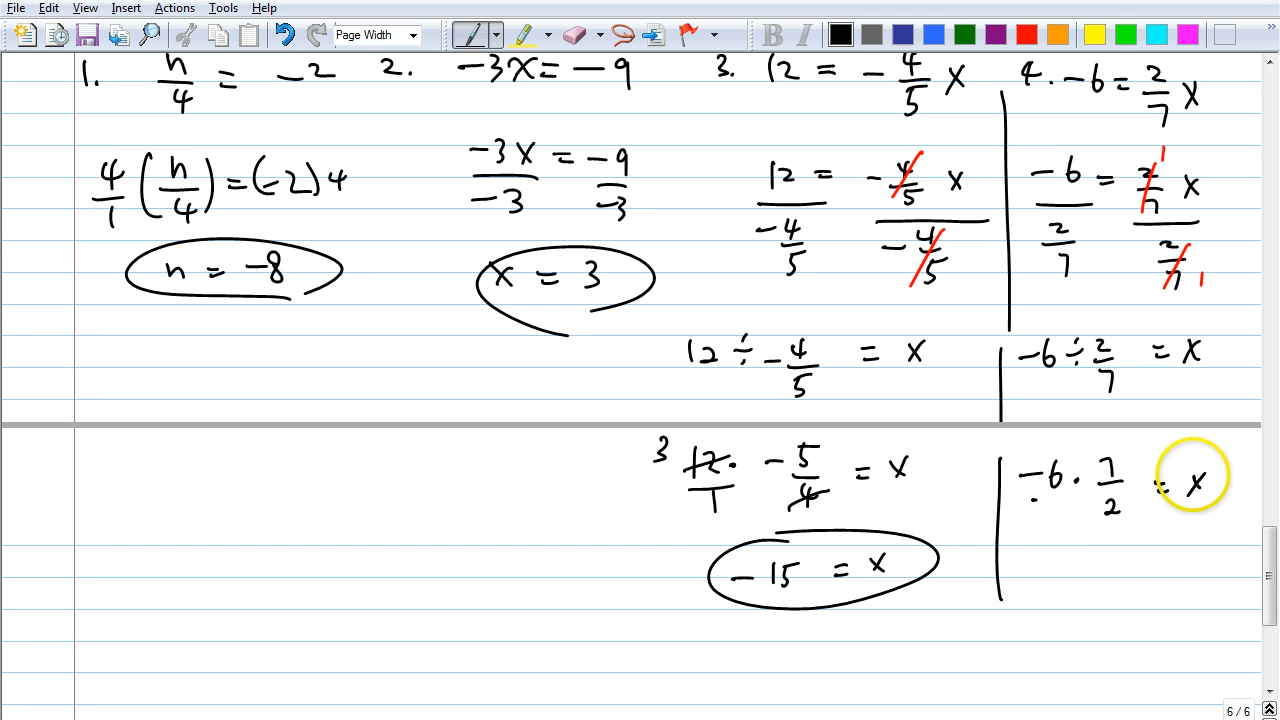 File Edit View Insert Actions Tools Help
Page Width
1. n/4 = -2 2. -3x = -9 3. 12 = -4/5 x 4. -6 = 2/7 x
4/1 (n/4) = (-2)4 -3x/-3 = -9/-3 12/(-4/5) = (-4/5 x)/(-4/5) -6/(2/7) = (2/7 x)/(2/7) 1 1
n = -8 x = 3
12 ÷ -4/5 = x -6 ÷ 2/7 = x
3 12/1 · -5/4 = x -6 · 7/2 = x
-15 = x
6 / 6